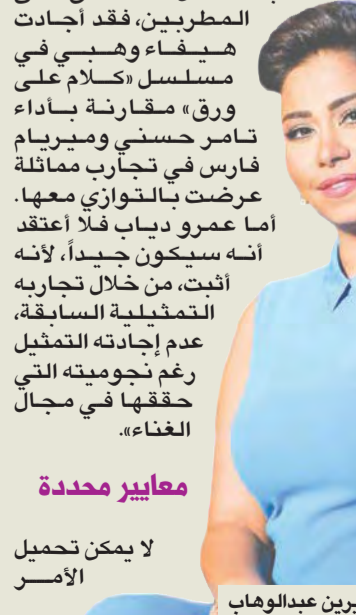 المطربين، فقد أجادت
هيفاء وهبي في
مسلسل «كلام على
ورق» مقارنة بأداء
تامر حسني وميريام
فارس في تجارب مماثلة
عرضت بالتوازي معها.
أما عمرو دياب فلا أعتقد
أنه سيكون جيداً، لأنه
أثبت، من خلال تجاربه
التمثيلية السابقة،
عدم إجادته التمثيل
رغم نجوميته التي
حققها في مجال
الغناء».
معايير محددة
لا يمكن تحميل
الأمر
عبدالوهاب